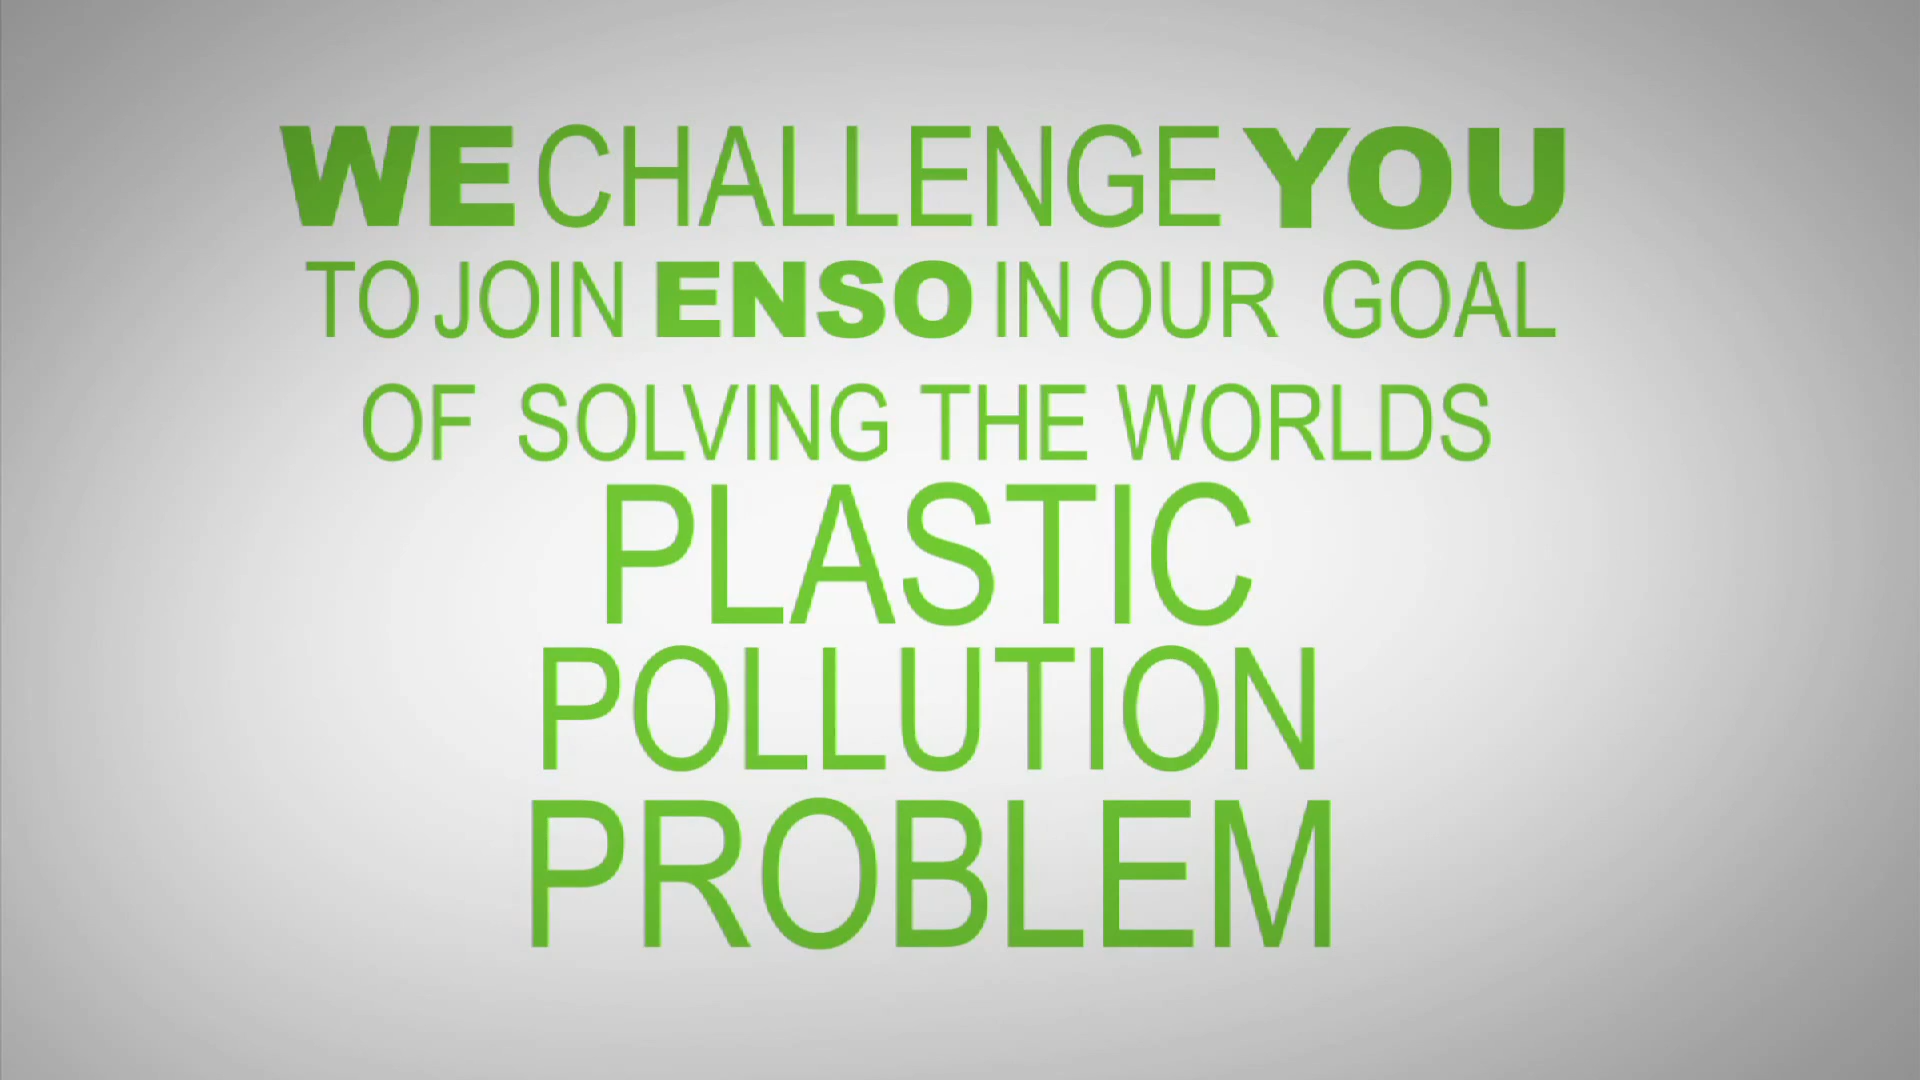 WE CHALLENGE YOU
TO JOIN ENSO IN OUR GOAL
OF SOLVING THE WORLDS
PLASTIC
POLLUTION
PROBLEM